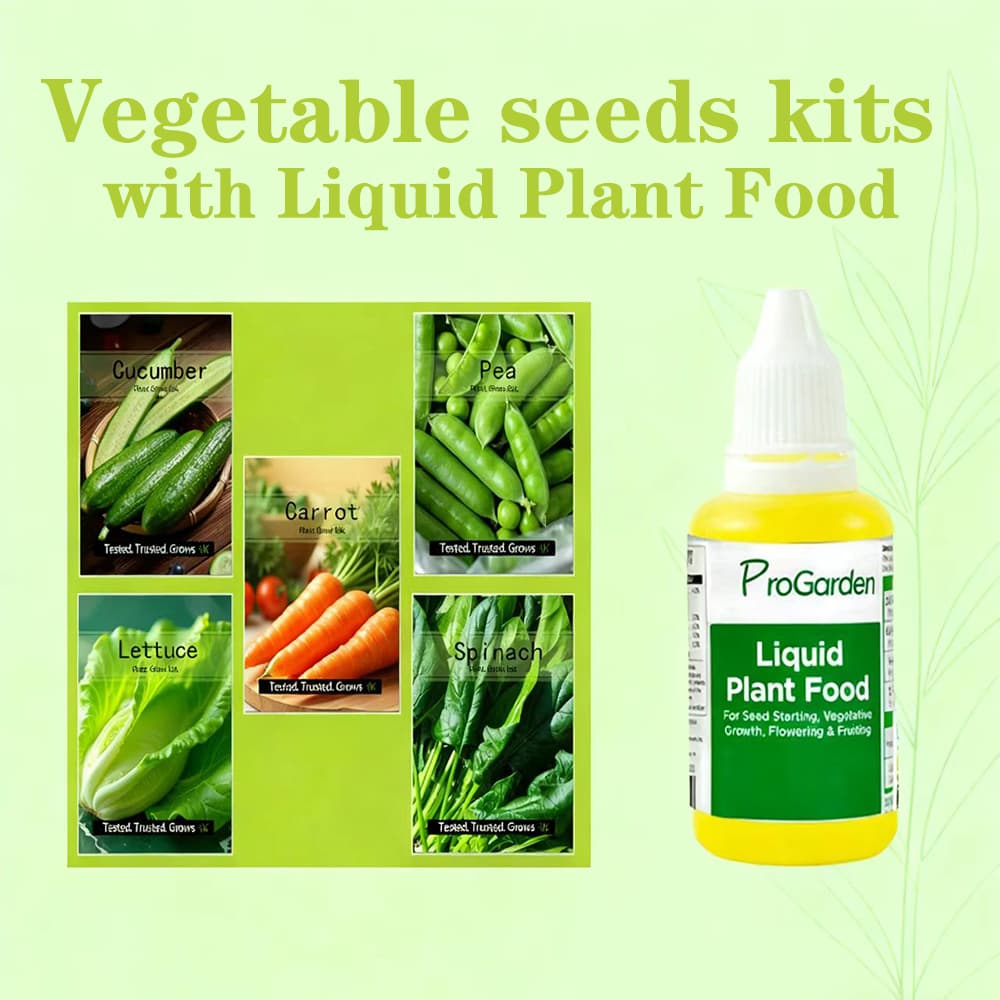 Vegetable seeds kits
with Liquid Plant Food
Cucumber
Tested. Trusted. Grows
Pea
Tested. Trusted. Grows
Carrot
Tested. Trusted. Grows
Lettuce
Tested. Trusted. Grows
Spinach
Tested. Trusted. Grows
ProGarden
Liquid
Plant Food
For Seed Starting, Vegetative
Growth, Flowering & Fruiting